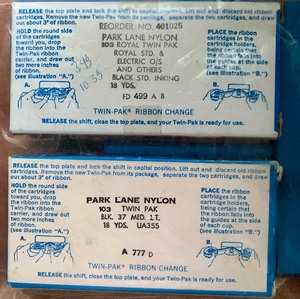 RELEASE the top plate and lock the shift in capital position. Lift out and discard old ribbon
cartridges. Remove the new Twin-Pak from its package, separate the two cartridges, and draw
out about 3" of ribbon.
REORDER NO. 401025
PARK LANE NYLON
103 ROYAL TWIN PAK
ROYAL STD. &
ELECTRIC O/S
AND OTHERS
BLACK STD. INKING
18 YDS.
FD 499 A B
HOLD the round
side of the
cartridges
toward you, drop
the ribbon into
the Twin-Pak
ribbon
carrier, and draw
out two more
inches of
ribbon.
(see illustration "A.")
A.
PLACE the ribbon
cartridges in the
cartridge holders,
being certain that
the ribbon falls into
the guides at the
side of each
cup.
(see illustration "B.")
B.
TWIN-PAK RIBBON CHANGE
RELEASE the shift, close the top plate, and your Twin-Pak is ready for use.
RELEASE the top plate and lock the shift in capital position. Lift out and discard old ribbon
cartridges. Remove the new Twin-Pak from its package, separate the two cartridges, and draw
HOLD the round side
of the cartridges
toward you, drop
the ribbon into the
Twin-Pak ribbon
carrier, and draw
out two more
inches of ribbon.
(see illustration "A.")
A.
PARK LANE NYLON
103 TWIN PAK
BLK. 37 MED. LT.
18 YDS. UA355
A 777 D
PLACE the ribbon
cartridges in the
cartridge holders,
being certain that
the ribbon falls
into the guides
at the side of
each cup.
(see illustration "B.")
B.
TWIN-PAK RIBBON CHANGE
RELEASE the shift, close the top plate, and your Twin-Pak is ready for use.